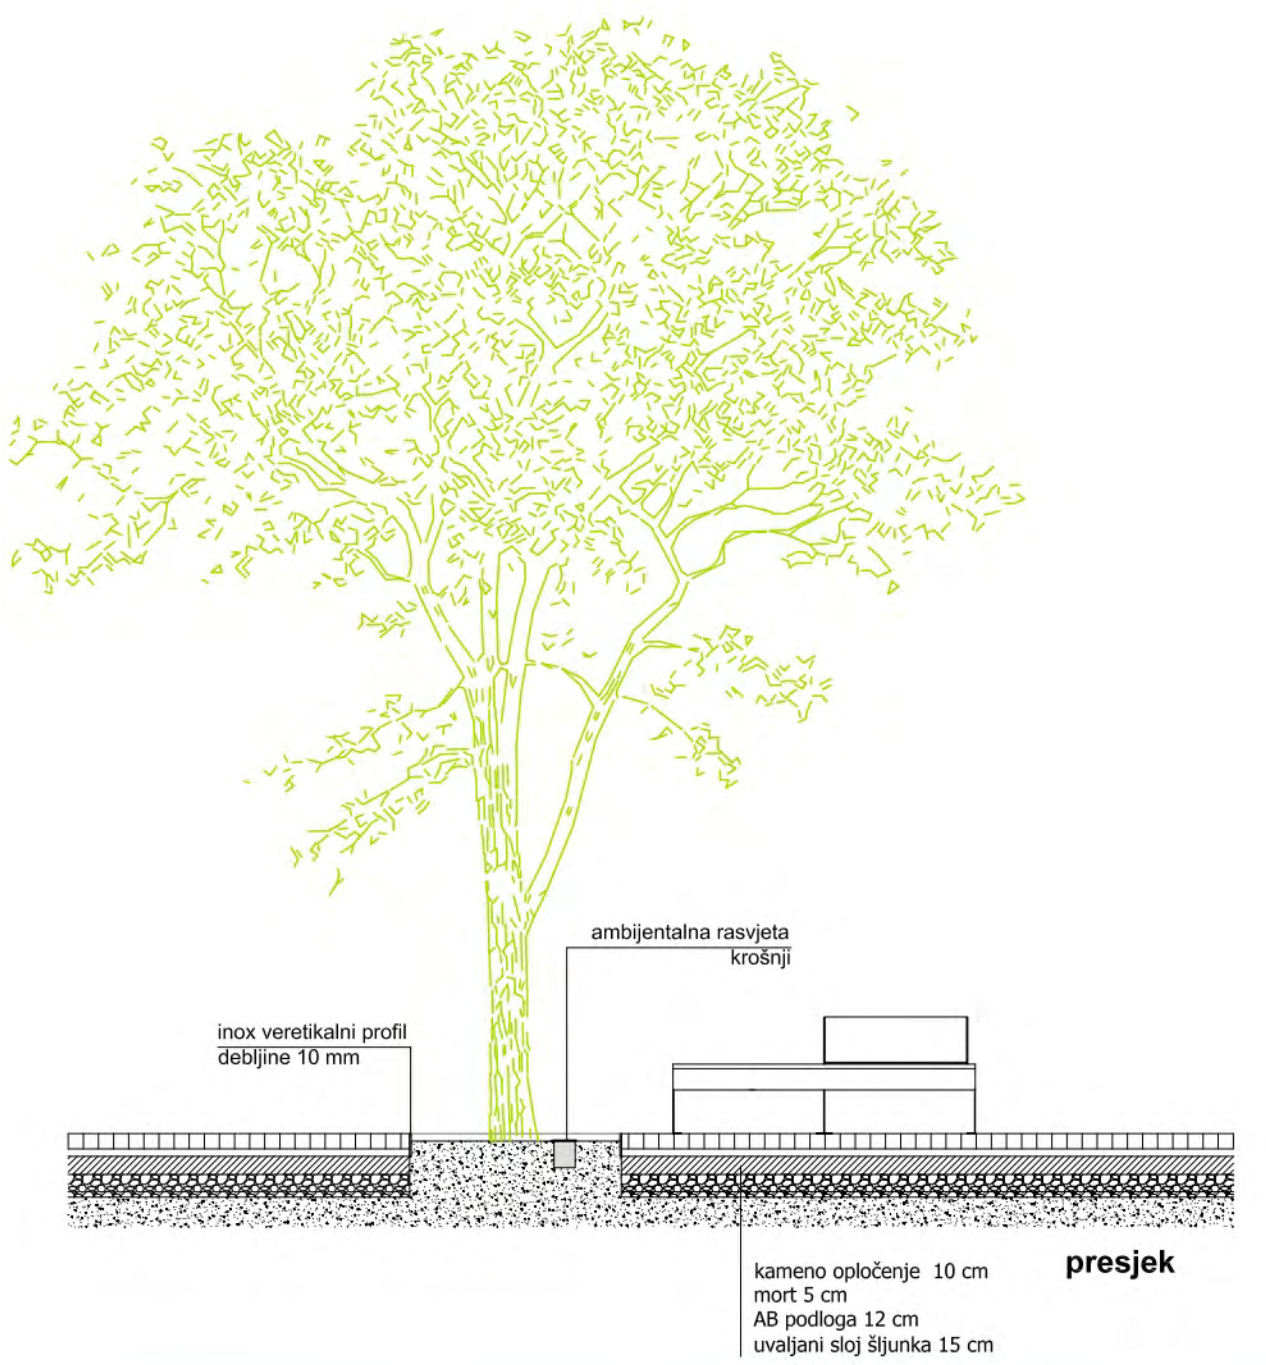 ambijentalna rasvjeta
krošnji
inox veretikalni profil
debljine 10 mm
presjek
kameno opločenje 10 cm
mort 5 cm
AB podloga 12 cm
uvaljani sloj šljunka 15 cm